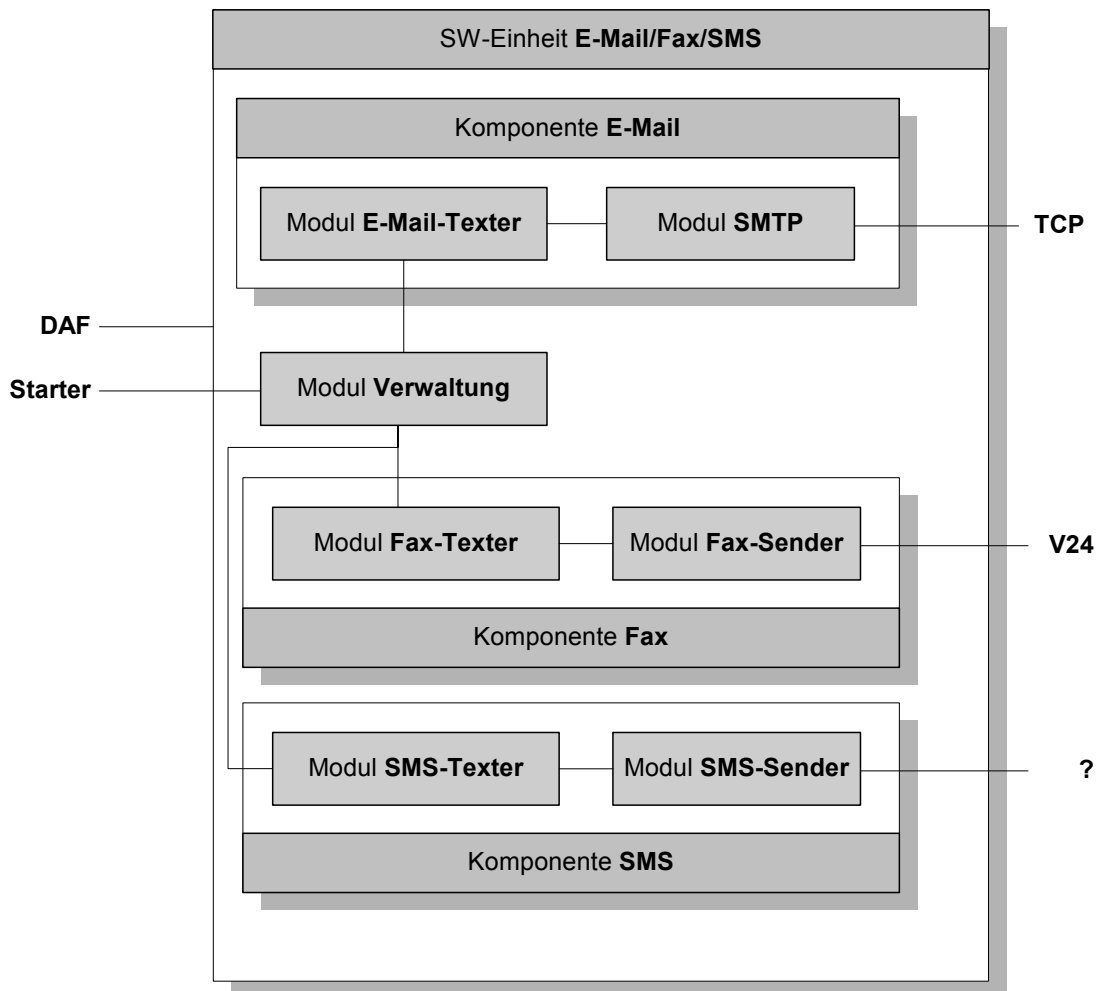 SW-Einheit E-Mail/Fax/SMS
Komponente E-Mail
Modul E-Mail-Texter
Modul SMTP
TCP
DAF
Starter
Modul Verwaltung
Modul Fax-Texter
Modul Fax-Sender
V24
Komponente Fax
Modul SMS-Texter
Modul SMS-Sender
?
Komponente SMS